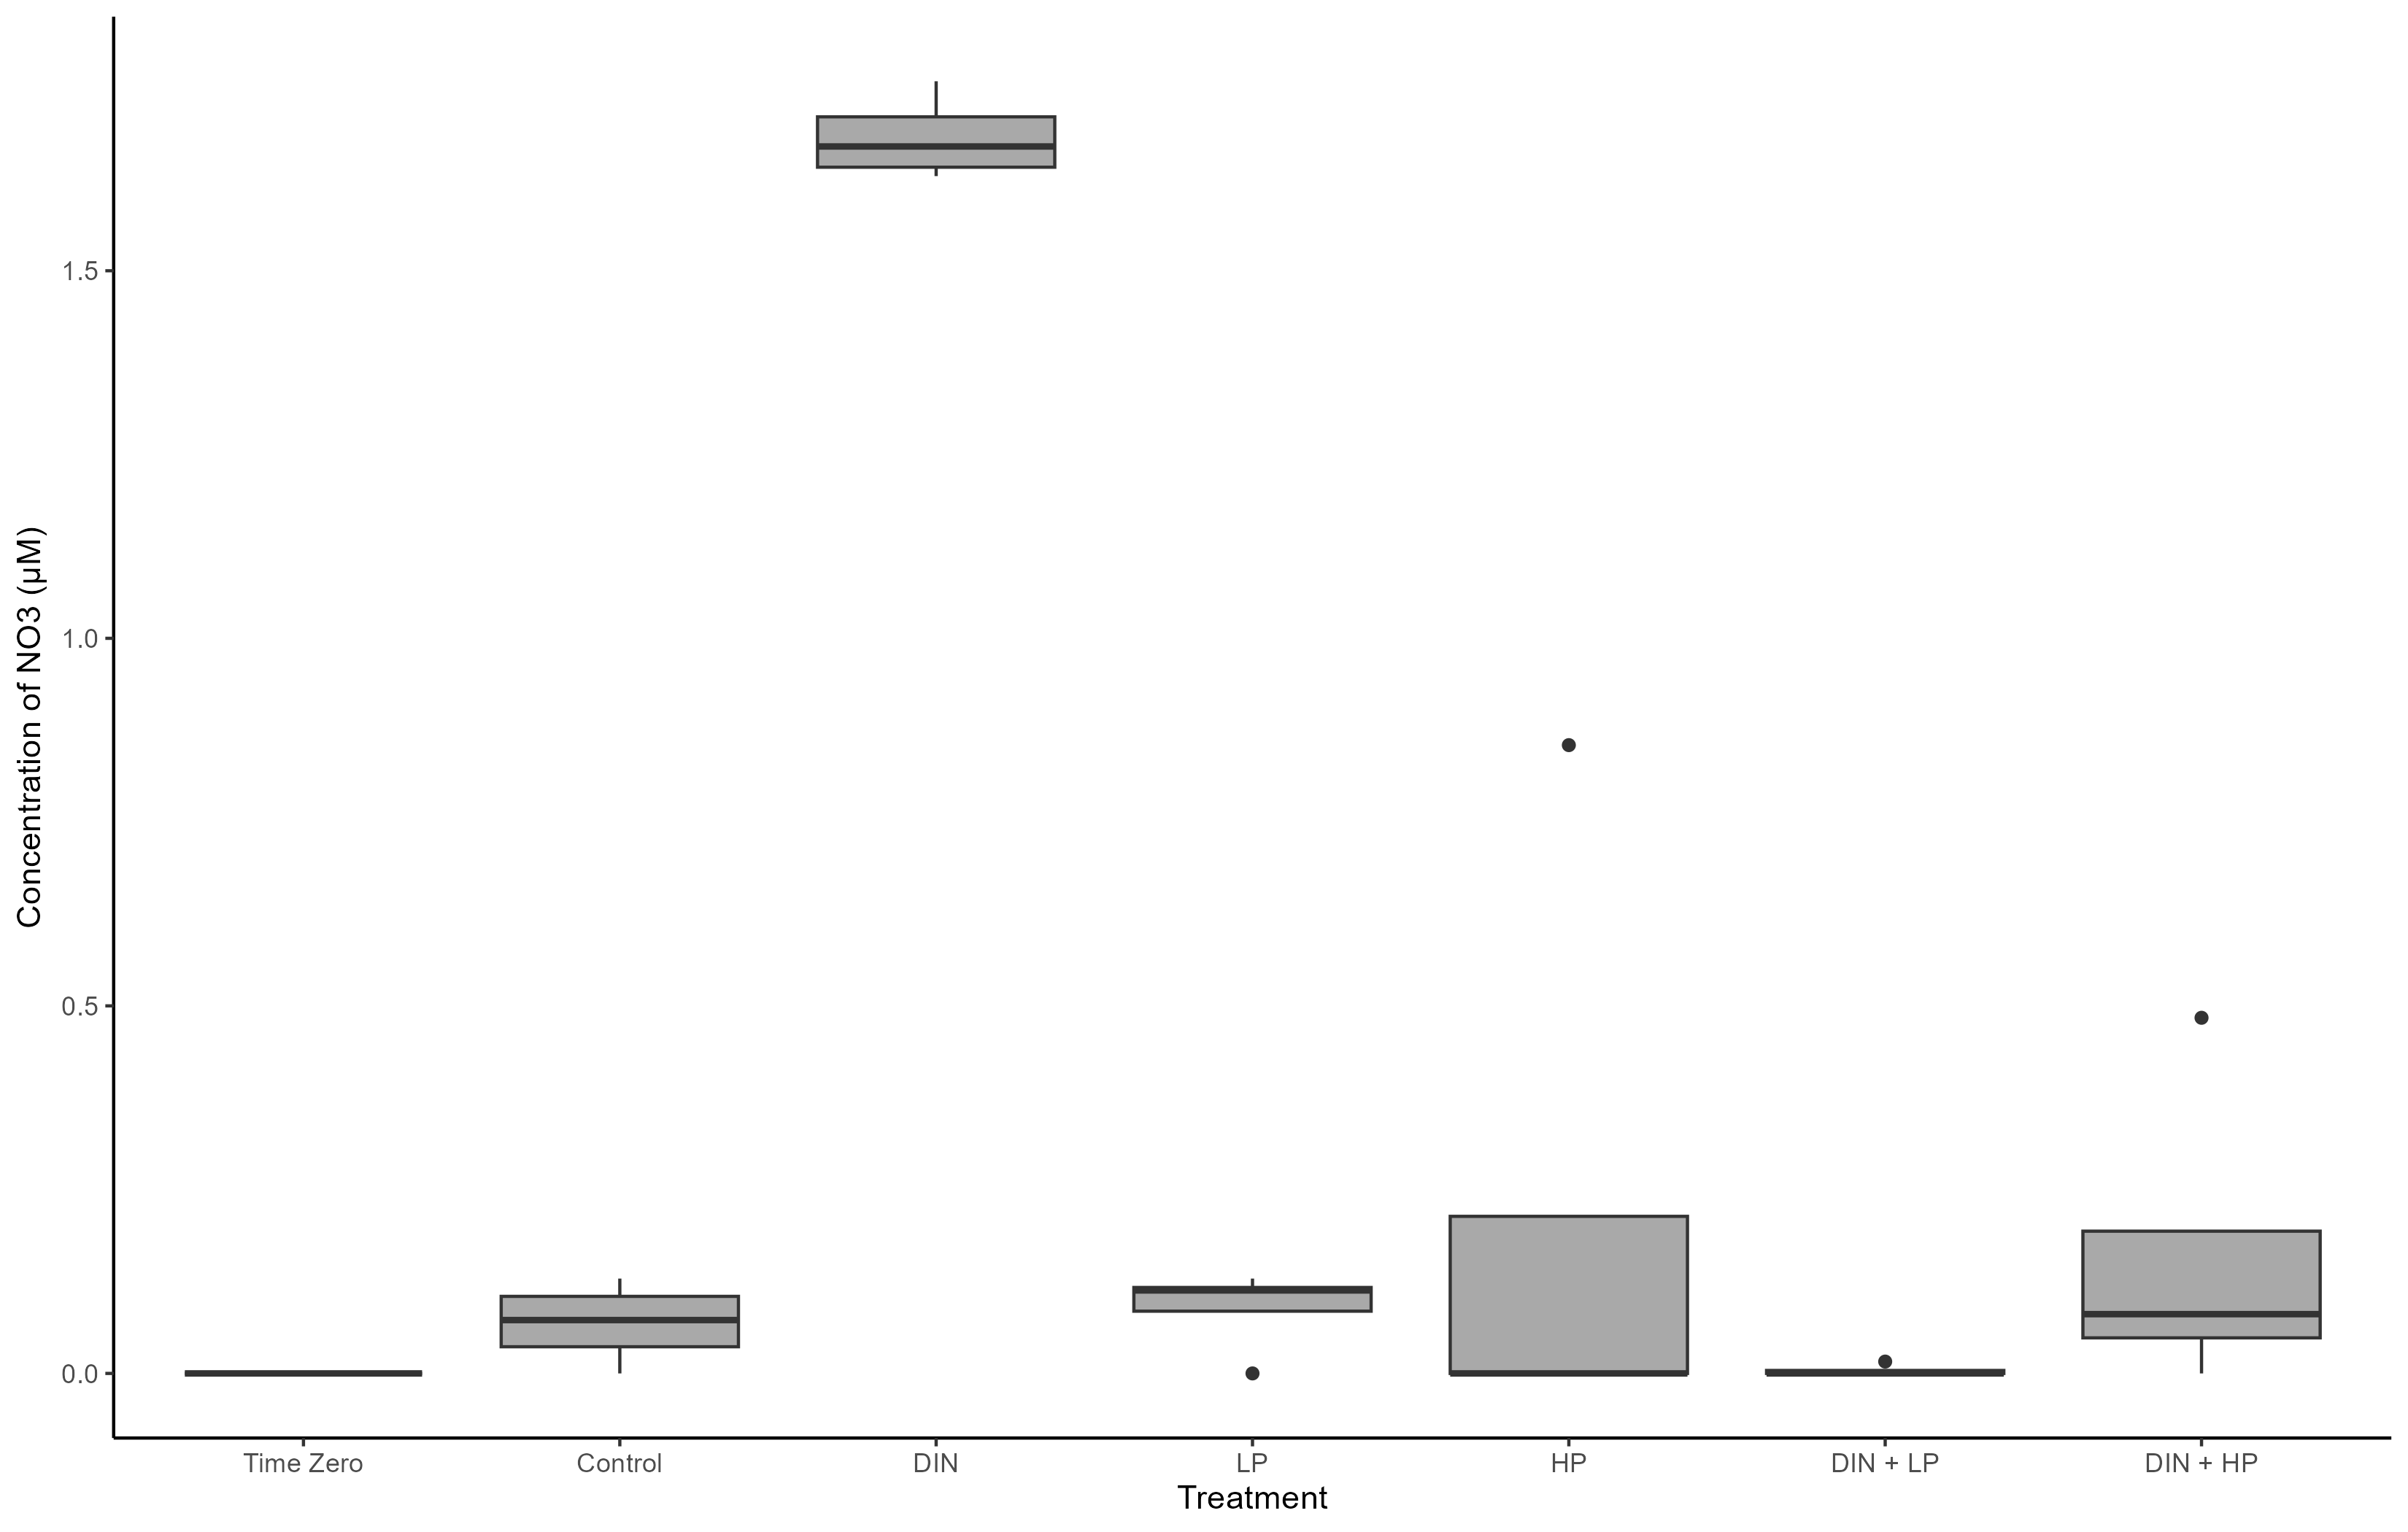 Concentration of NO3 (µM)
1.5
1.0
0.5
0.0
Time Zero
Control
DIN
LP
HP
DIN + LP
DIN + HP
Treatment